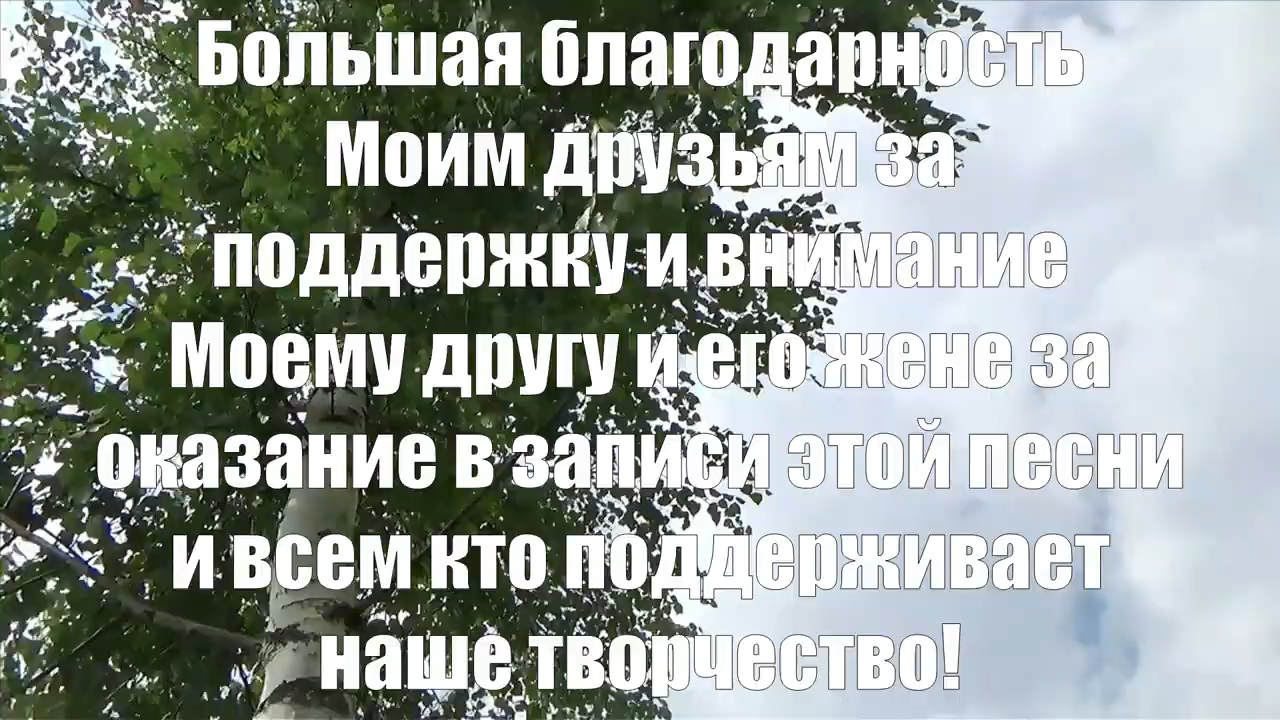 Большая благодарность
Моим друзьям за
поддержку и внимание
Моему другу и его жене за
оказание в записи этой песни
и всем кто поддерживает
наше творчество!